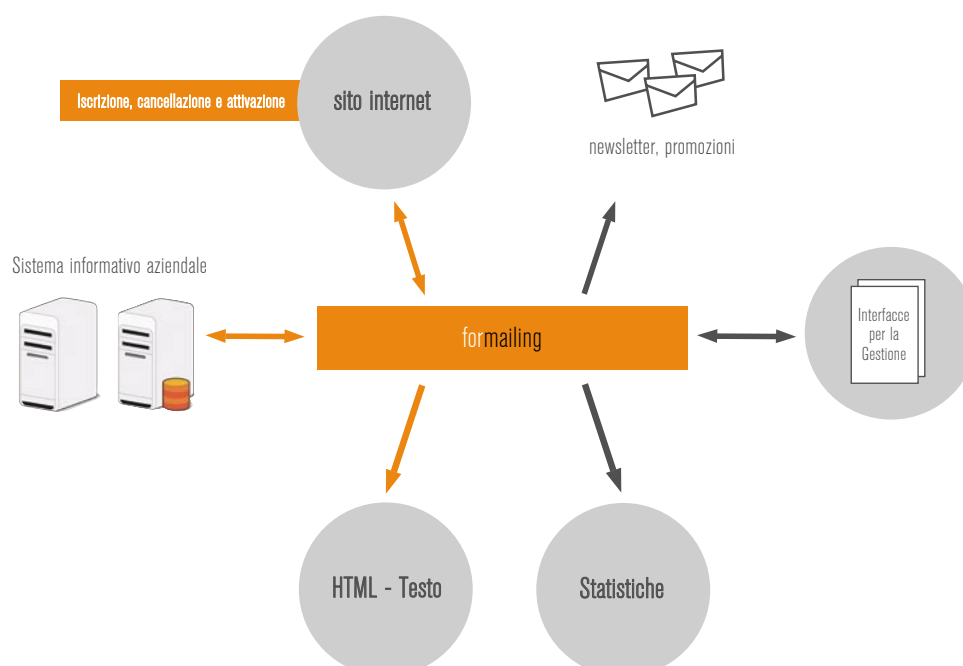 Iscrizione, cancellazione e attivazione
sito internet
newsletter, promozioni
Sistema informativo aziendale
formailing
Interfacce
per la
Gestione
HTML - Testo
Statistiche